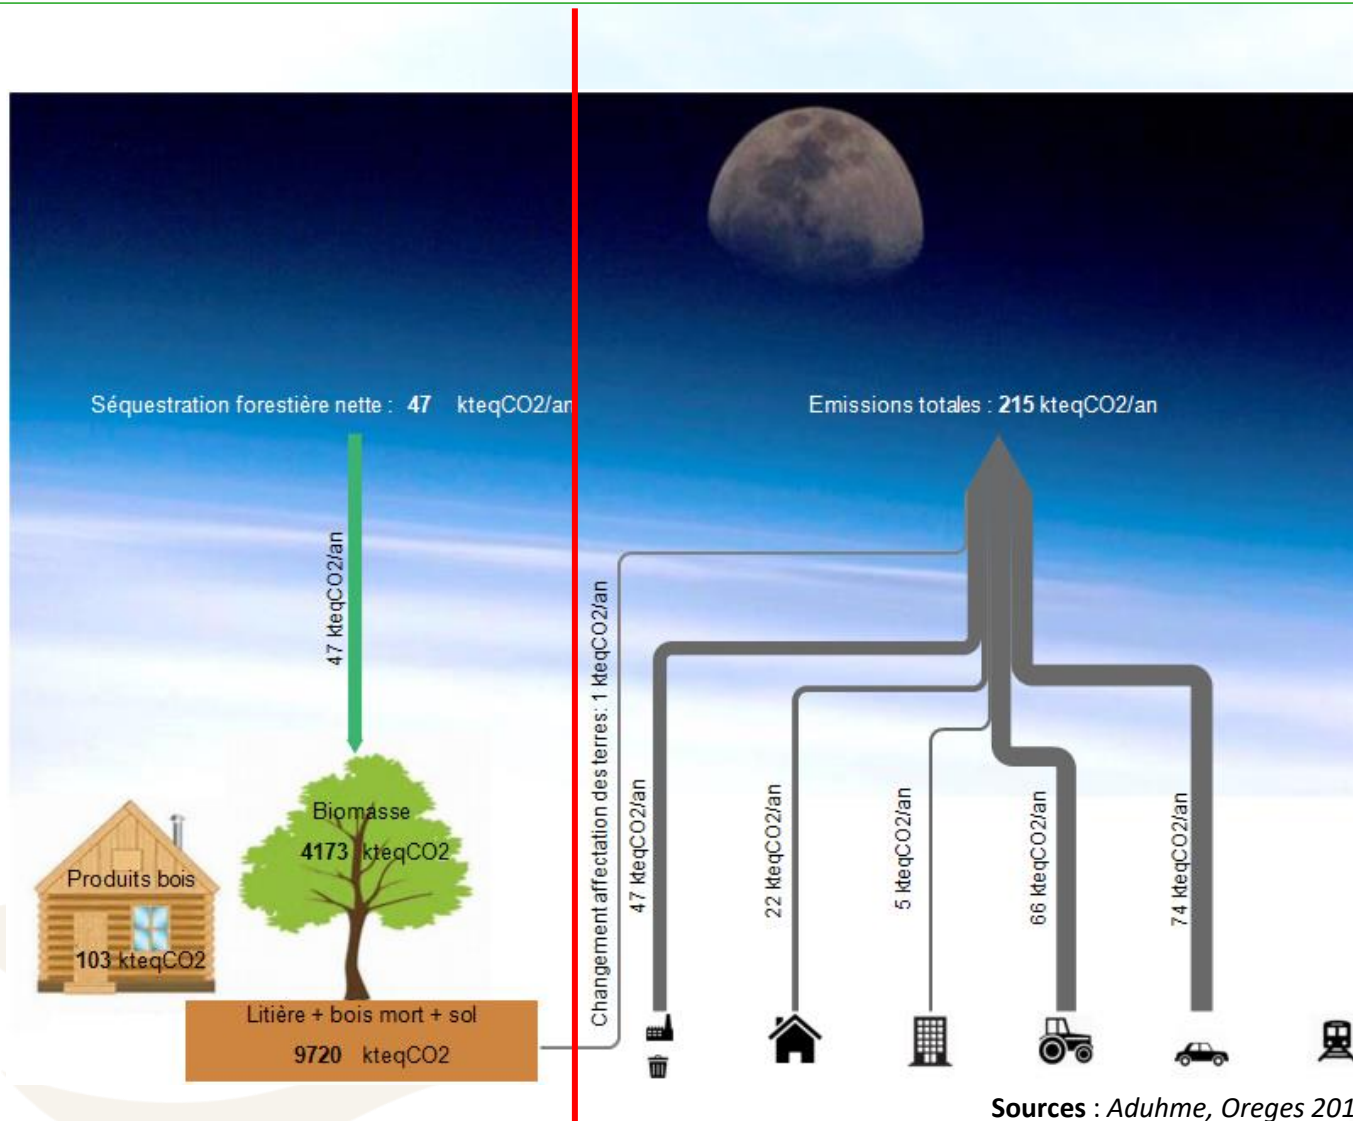 Séquestration forestière nette : 47 kteqCO2/an
Emissions totales : 215 kteqCO2/an
47 kteqCO2/an
Changement affectation des terres: 1 kteqCO2/an
Biomasse
4173 kteqCO2
Produits bois
103 kteqCO2
Litière + bois mort + sol
9720 kteqCO2
47 kteqCO2/an
22 kteqCO2/an
5 kteqCO2/an
66 kteqCO2/an
74 kteqCO2/an
Sources : Aduhme, Oreges 201